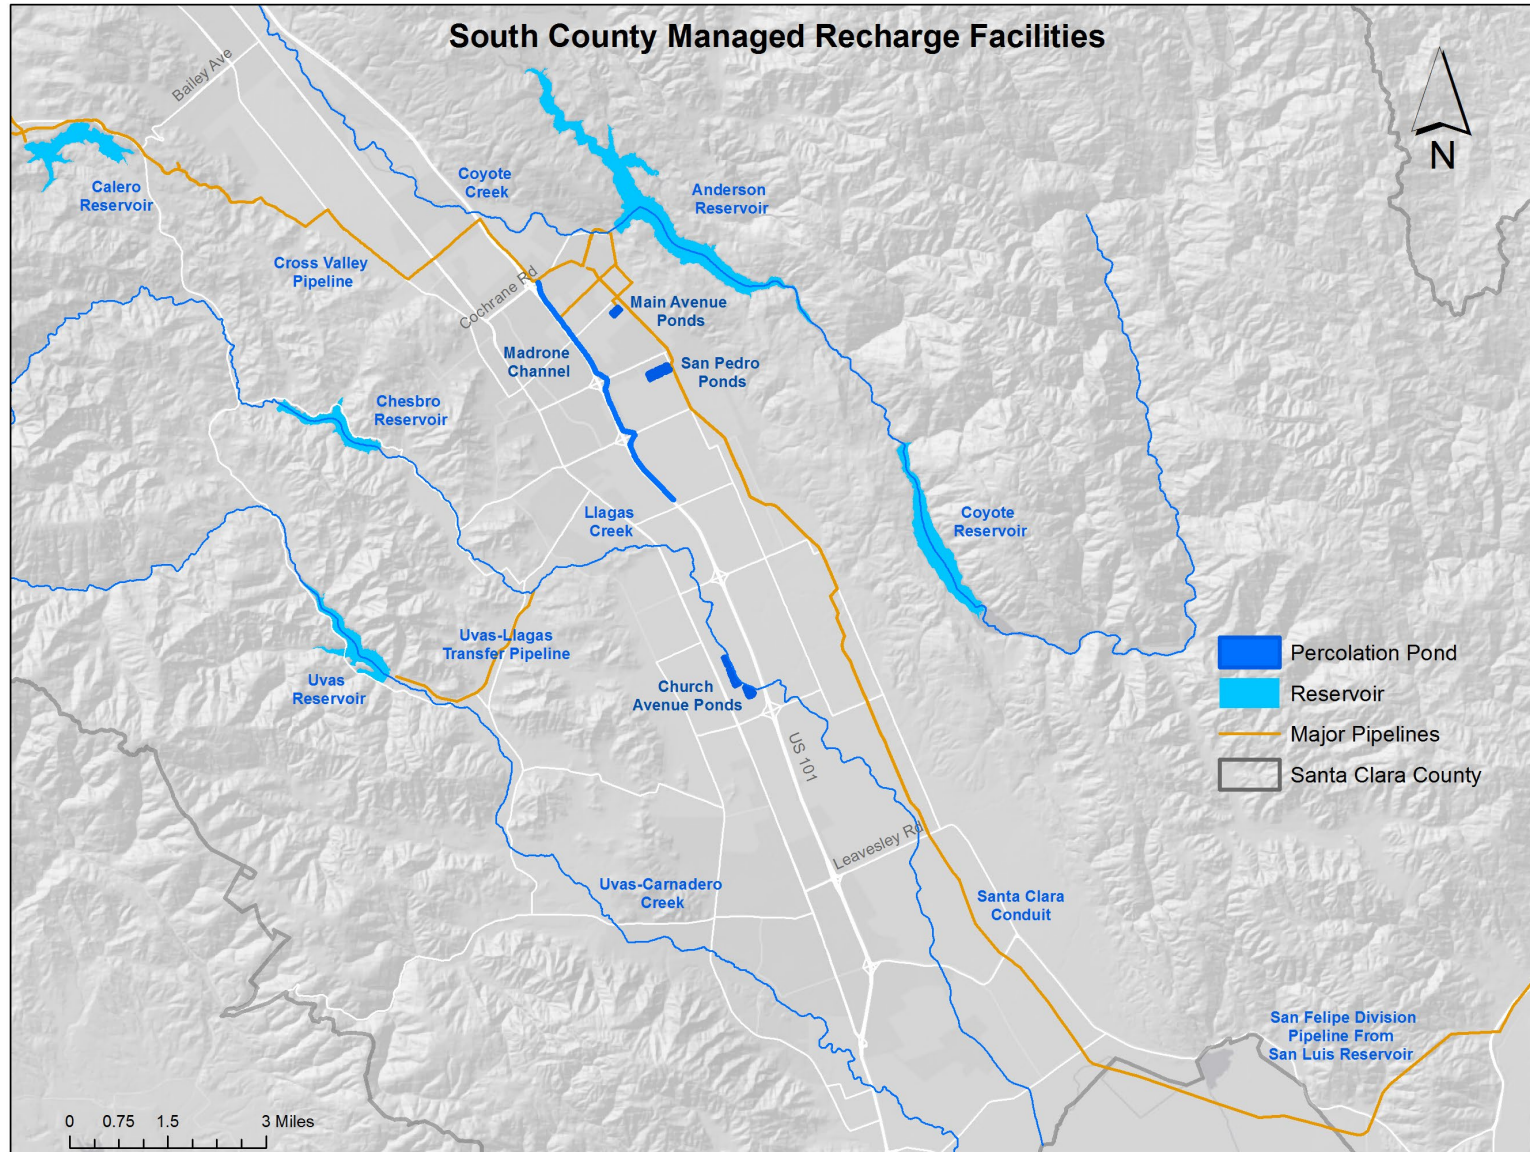 South County Managed Recharge Facilities
Bailey Ave
N
Calero
Reservoir
Coyote
Creek
Anderson
Reservoir
Cross Valley
Pipeline
Cochrane Rd
Main Avenue
Ponds
Madrone
Channel
San Pedro
Ponds
Chesbro
Reservoir
Llagas
Creek
Coyote
Reservoir
Uvas-Llagas
Transfer Pipeline
Uvas
Reservoir
Church
Avenue Ponds
US 101
Percolation Pond
Reservoir
Major Pipelines
Santa Clara County
Leavesley Rd
Uvas-Carnadero
Creek
Santa Clara
Conduit
San Felipe Division
Pipeline From
San Luis Reservoir
0 0.75 1.5 3 Miles